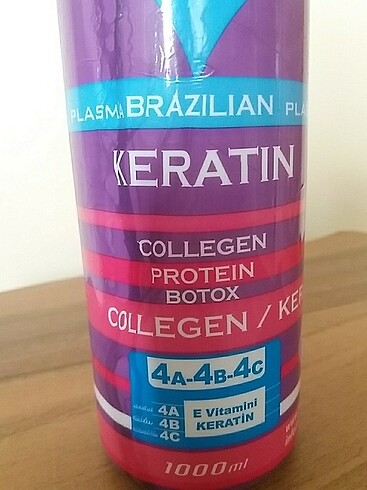 PLASMA BRAZILIAN PLA
KERATIN
COLLEGEN
PROTEIN
BOTOX
COLLEGEN / KER
4A-4B-4C
4A
4B
4C
E Vitamini
KERATİN
1000ml